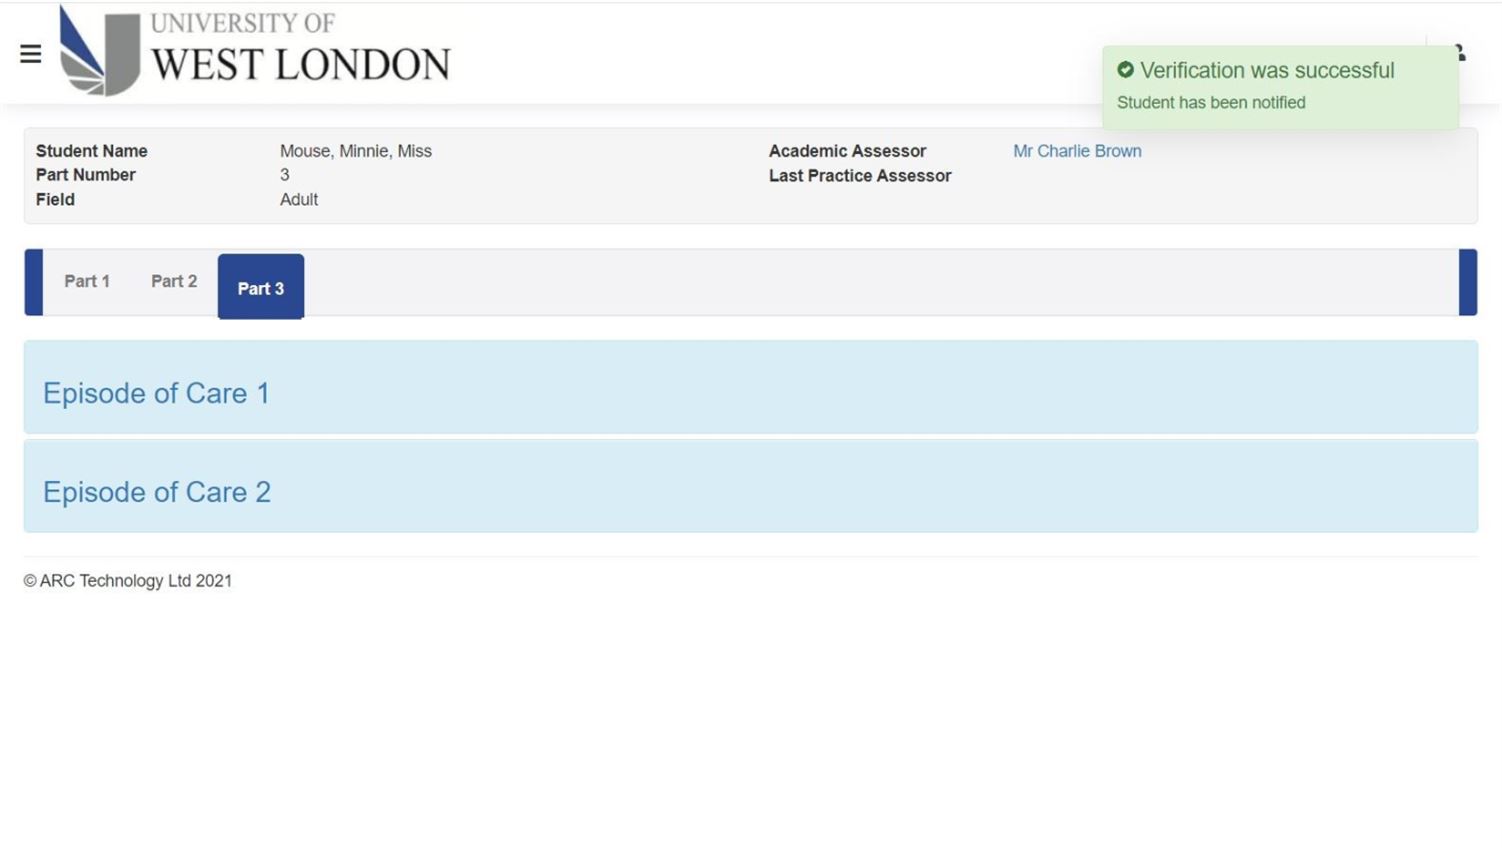 UNIVERSITY OF
WEST LONDON
Verification was successful
Student has been notified
Student Name Mouse, Minnie, Miss
Part Number 3
Field Adult
Academic Assessor Mr Charlie Brown
Last Practice Assessor
Part 1 Part 2 Part 3
Episode of Care 1
Episode of Care 2
© ARC Technology Ltd 2021